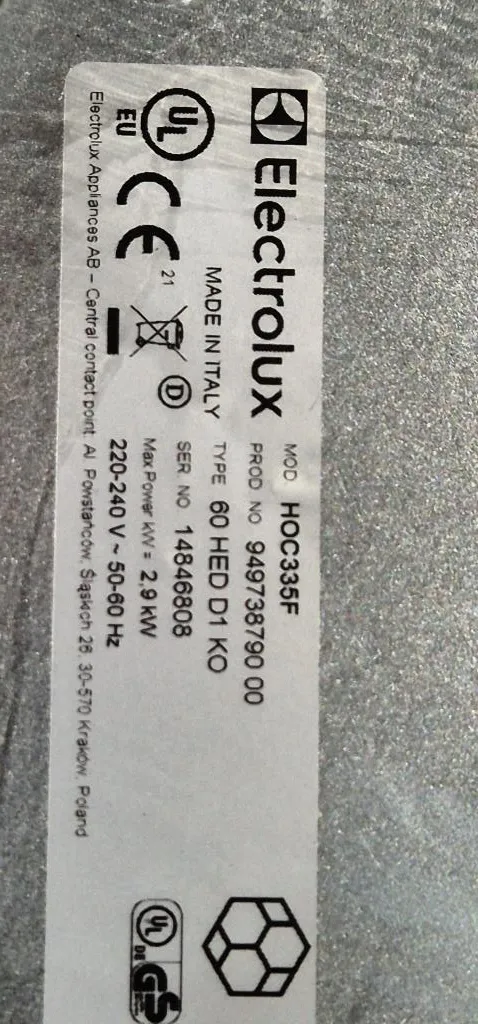 Electrolux
MADE IN ITALY
MOD HOC335F
PROD NO 949738790 00
TYPE 60 HED D1 KO
SER NO 14846808
Max Power kW = 2,9 kW
220-240 V ~ 50-60 Hz
UL
EU
CE
21
D
Electrolux Appliances AB – Central contact point: Al. Powstańców, Śląskich 26, 30-570 Kraków, Poland
UL
DE
GS